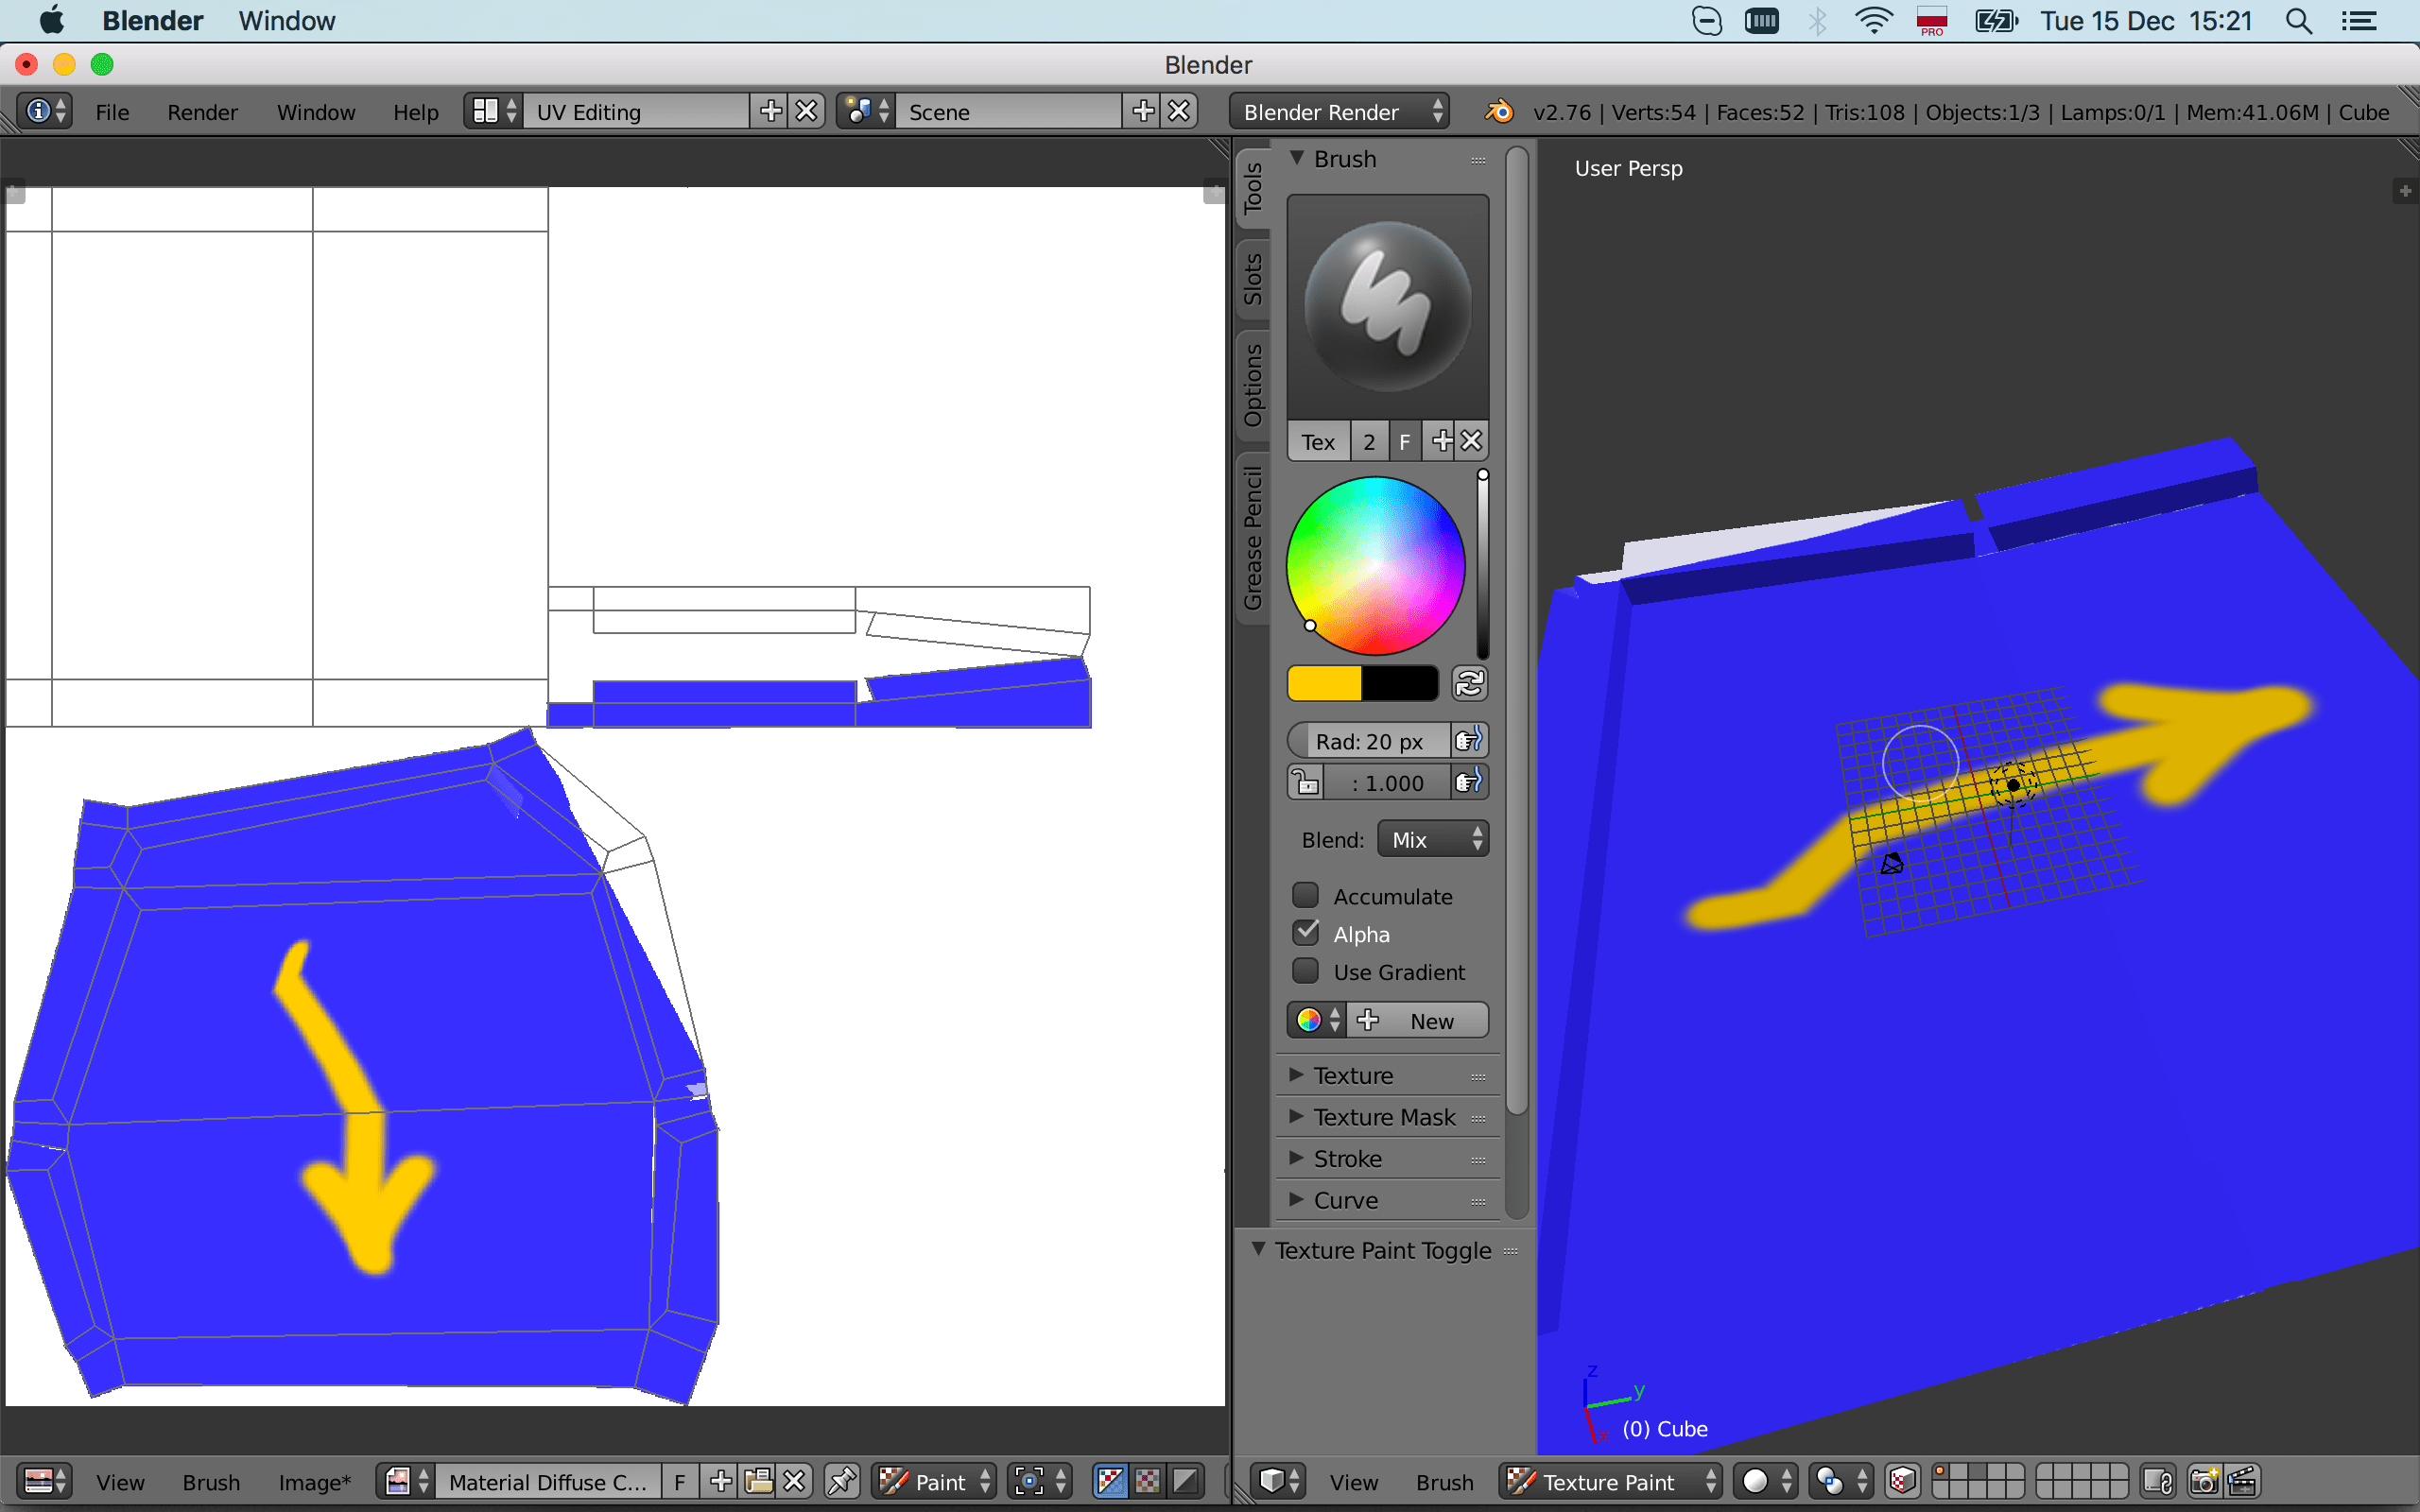 Blender Window PRO Tue 15 Dec 15:21
Blender
File Render Window Help UV Editing Scene Blender Render v2.76 | Verts:54 | Faces:52 | Tris:108 | Objects:1/3 | Lamps:0/1 | Mem:41.06M | Cube
Tools
Slots
Options
Grease Pencil
Brush
Tex 2 F
Rad: 20 px
: 1.000
Blend: Mix
Accumulate
Alpha
Use Gradient
New
Texture
Texture Mask
Stroke
Curve
Texture Paint Toggle
User Persp
z
y
x
(0) Cube
View Brush Image* Material Diffuse C... F Paint
View Brush Texture Paint